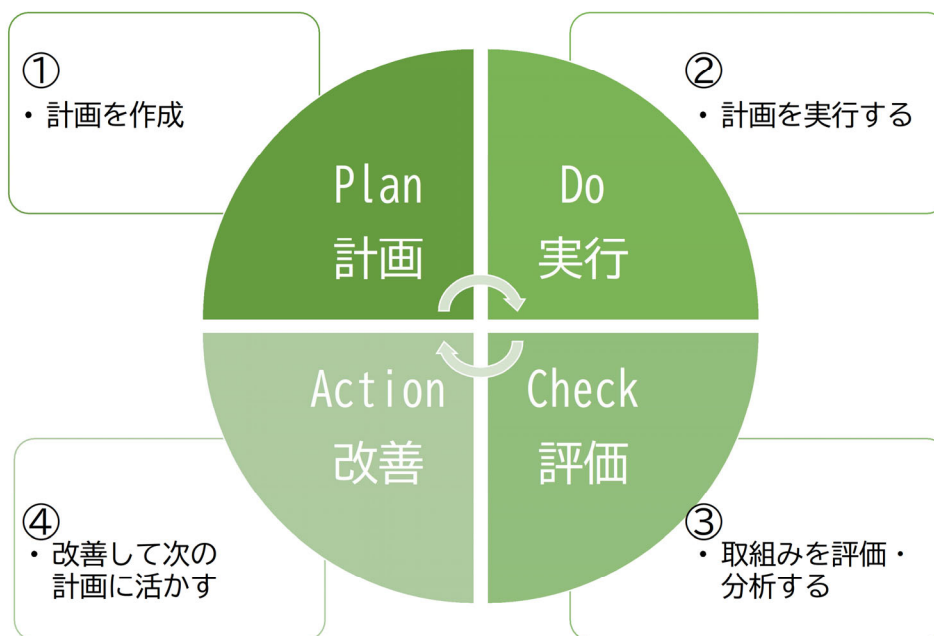 ①
・計画を作成
Plan
計画
Do
実行
②
・計画を実行する
Action
改善
Check
評価
④
・改善して次の
計画に活かす
③
・取組みを評価・
分析する